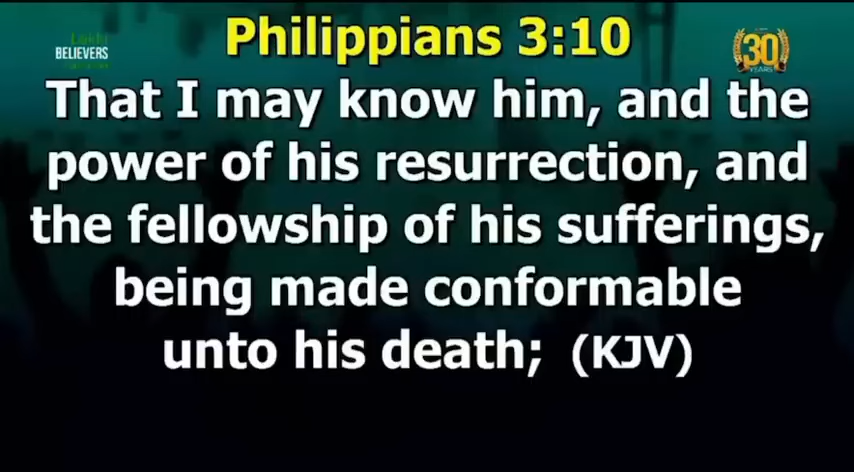 Philippians 3:10
BELIEVERS
30
YEARS
That I may know him, and the
power of his resurrection, and
the fellowship of his sufferings,
being made conformable
unto his death; (KJV)